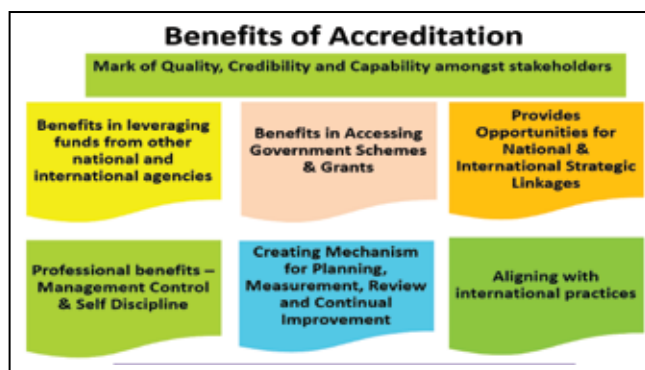 Benefits of Accreditation
Mark of Quality, Credibility and Capability amongst stakeholders
Benefits in leveraging
funds from other
national and
international agencies
Benefits in Accessing
Government Schemes
& Grants
Provides
Opportunities for
National &
International Strategic
Linkages
Professional benefits –
Management Control
& Self Discipline
Creating Mechanism
for Planning,
Measurement, Review
and Continual
Improvement
Aligning with
international practices